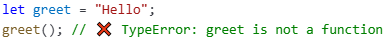 let greet = "Hello";
greet(); // ❌ TypeError: greet is not a function